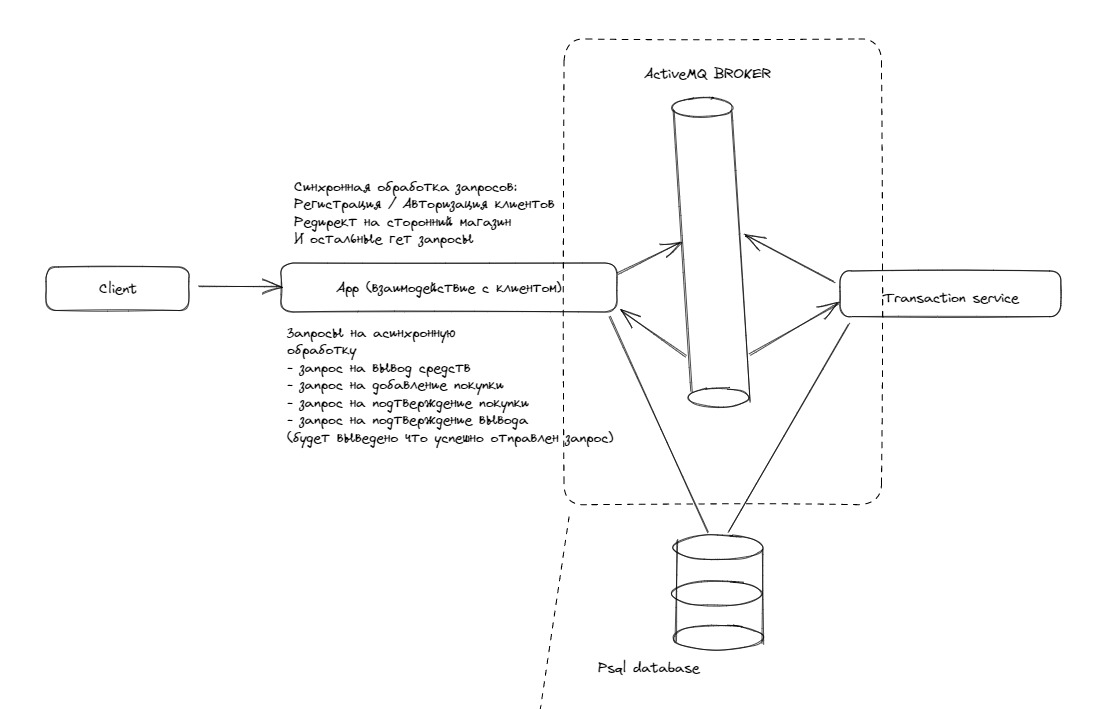 ActiveMQ BROKER
Синхронная обработка запросов:
Регистрация / Авторизация клиентов
Редирект на сторонний магазин
И остальные гет запросы
Client
App (взаимодействие с клиентом)
Transaction service
Запросы на асинхронную
обработку
- запрос на вывод средств
- запрос на добавление покупки
- запрос на подтверждение покупки
- запрос на подтверждение вывода
(будет выведено что успешно отправлен запрос)
Psql database